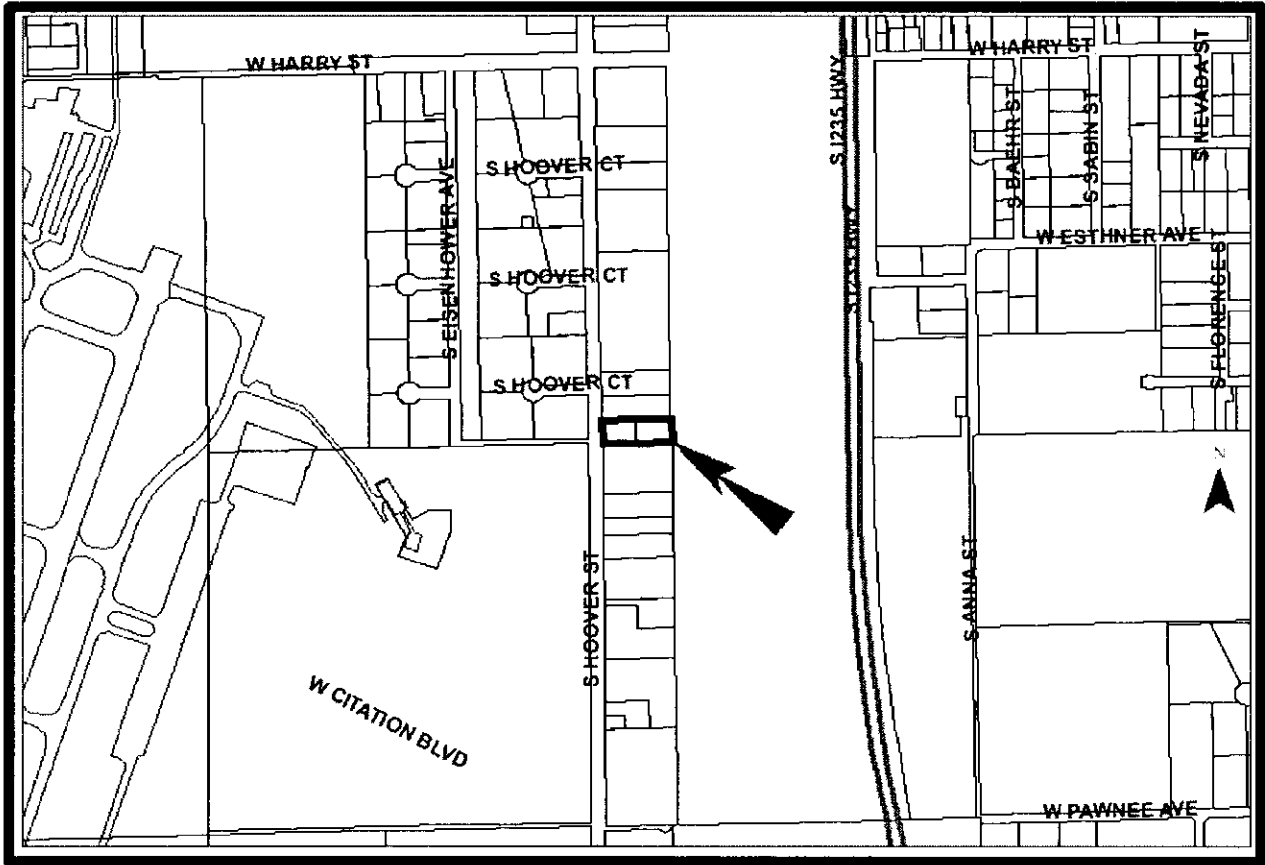 W HARRY ST
W HARRY ST
S NEVADA ST
S I235 HWY
S BAEHR ST
S SABIN ST
S HOOVER CT
S EISENHOWER AVE
W ESTHNER AVE
S HOOVER CT
S I235 HWY
S FLORENCE ST
S HOOVER CT
N
S HOOVER ST
S ANNA ST
W CITATION BLVD
W PAWNEE AVE